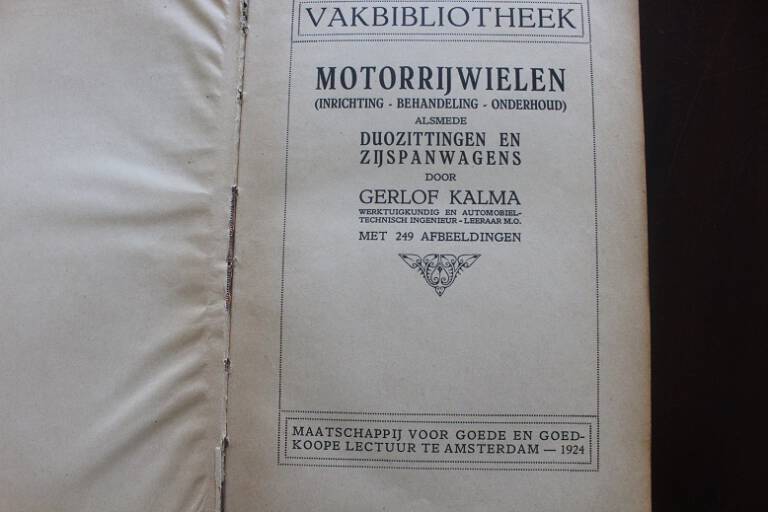 VAKBIBLIOTHEEK
MOTORRIJWIELEN
(INRICHTING - BEHANDELING - ONDERHOUD)
ALSMEDE
DUOZITTINGEN EN
ZIJSPANWAGENS
DOOR
GERLOF KALMA
WERKTUIGKUNDIG EN AUTOMOBIEL-
TECHNISCH INGENIEUR - LEERAAR M.O.
MET 249 AFBEELDINGEN
MAATSCHAPPIJ VOOR GOEDE EN GOED-
KOOPE LECTUUR TE AMSTERDAM — 1924